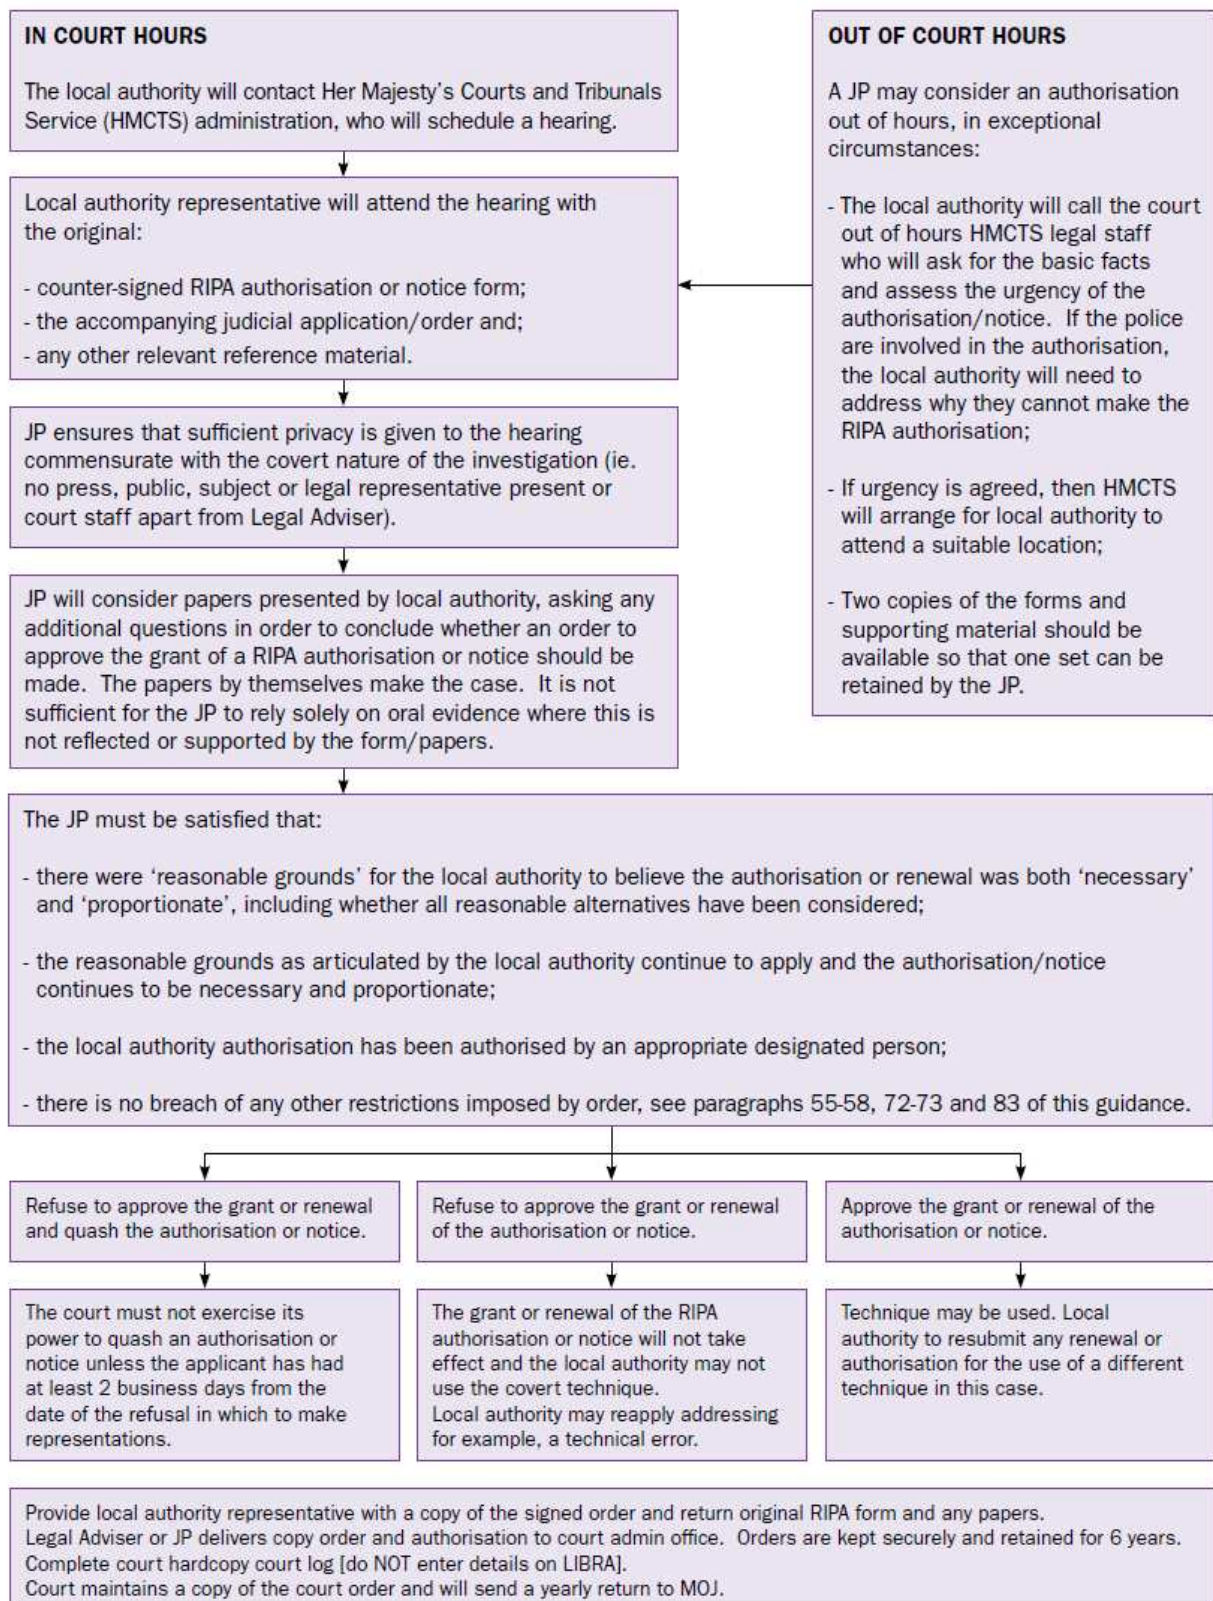 IN COURT HOURS
The local authority will contact Her Majesty's Courts and Tribunals
Service (HMCTS) administration, who will schedule a hearing.
Local authority representative will attend the hearing with
the original:
- counter-signed RIPA authorisation or notice form;
- the accompanying judicial application/order and;
- any other relevant reference material.
JP ensures that sufficient privacy is given to the hearing
commensurate with the covert nature of the investigation (ie.
no press, public, subject or legal representative present or
court staff apart from Legal Adviser).
JP will consider papers presented by local authority, asking any
additional questions in order to conclude whether an order to
approve the grant of a RIPA authorisation or notice should be
made. The papers by themselves make the case. It is not
sufficient for the JP to rely solely on oral evidence where this is
not reflected or supported by the form/papers.
OUT OF COURT HOURS
A JP may consider an authorisation
out of hours, in exceptional
circumstances:
- The local authority will call the court
out of hours HMCTS legal staff
who will ask for the basic facts
and assess the urgency of the
authorisation/notice. If the police
are involved in the authorisation,
the local authority will need to
address why they cannot make the
RIPA authorisation;
- If urgency is agreed, then HMCTS
will arrange for local authority to
attend a suitable location;
- Two copies of the forms and
supporting material should be
available so that one set can be
retained by the JP.
The JP must be satisfied that:
- there were 'reasonable grounds' for the local authority to believe the authorisation or renewal was both 'necessary'
and 'proportionate', including whether all reasonable alternatives have been considered;
- the reasonable grounds as articulated by the local authority continue to apply and the authorisation/notice
continues to be necessary and proportionate;
- the local authority authorisation has been authorised by an appropriate designated person;
- there is no breach of any other restrictions imposed by order, see paragraphs 55-58, 72-73 and 83 of this guidance.
Refuse to approve the grant or renewal
and quash the authorisation or notice.
The court must not exercise its
power to quash an authorisation or
notice unless the applicant has had
at least 2 business days from the
date of the refusal in which to make
representations.
Refuse to approve the grant or renewal
of the authorisation or notice.
The grant or renewal of the RIPA
authorisation or notice will not take
effect and the local authority may not
use the covert technique.
Local authority may reapply addressing
for example, a technical error.
Approve the grant or renewal of the
authorisation or notice.
Technique may be used. Local
authority to resubmit any renewal or
authorisation for the use of a different
technique in this case.
Provide local authority representative with a copy of the signed order and return original RIPA form and any papers.
Legal Adviser or JP delivers copy order and authorisation to court admin office. Orders are kept securely and retained for 6 years.
Complete court hardcopy court log [do NOT enter details on LIBRA].
Court maintains a copy of the court order and will send a yearly return to MOJ.